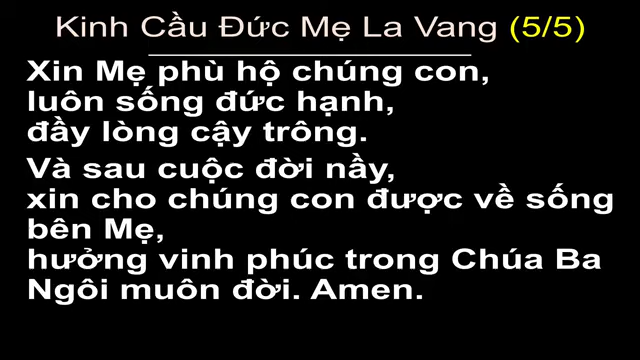 Kinh Cầu Đức Mẹ La Vang (5/5)
Xin Mẹ phù hộ chúng con,
luôn sống đức hạnh,
đầy lòng cậy trông.
Và sau cuộc đời nầy,
xin cho chúng con được về sống
bên Mẹ,
hưởng vinh phúc trong Chúa Ba
Ngôi muôn đời. Amen.